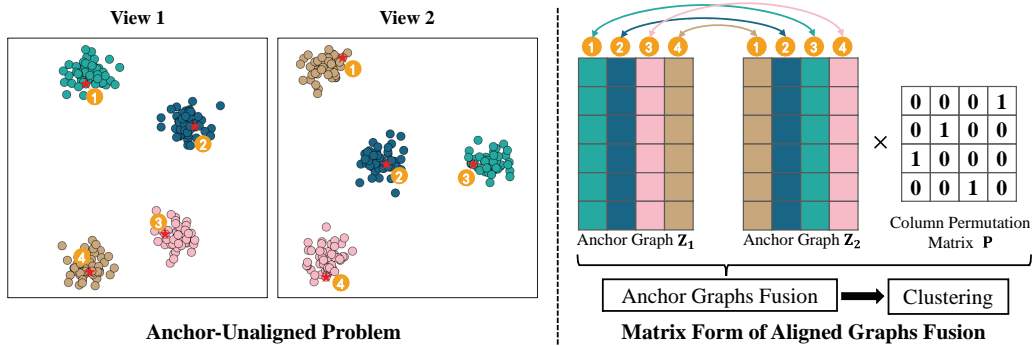 View 1
1
2
3
4
View 2
1
2
3
4
Anchor-Unaligned Problem
1 2 3 4
1 2 3 4
Anchor Graph Z₁
Anchor Graph Z₂
×
0 0 0 1
0 1 0 0
1 0 0 0
0 0 1 0
Column Permutation
Matrix P
Anchor Graphs Fusion
Clustering
Matrix Form of Aligned Graphs Fusion